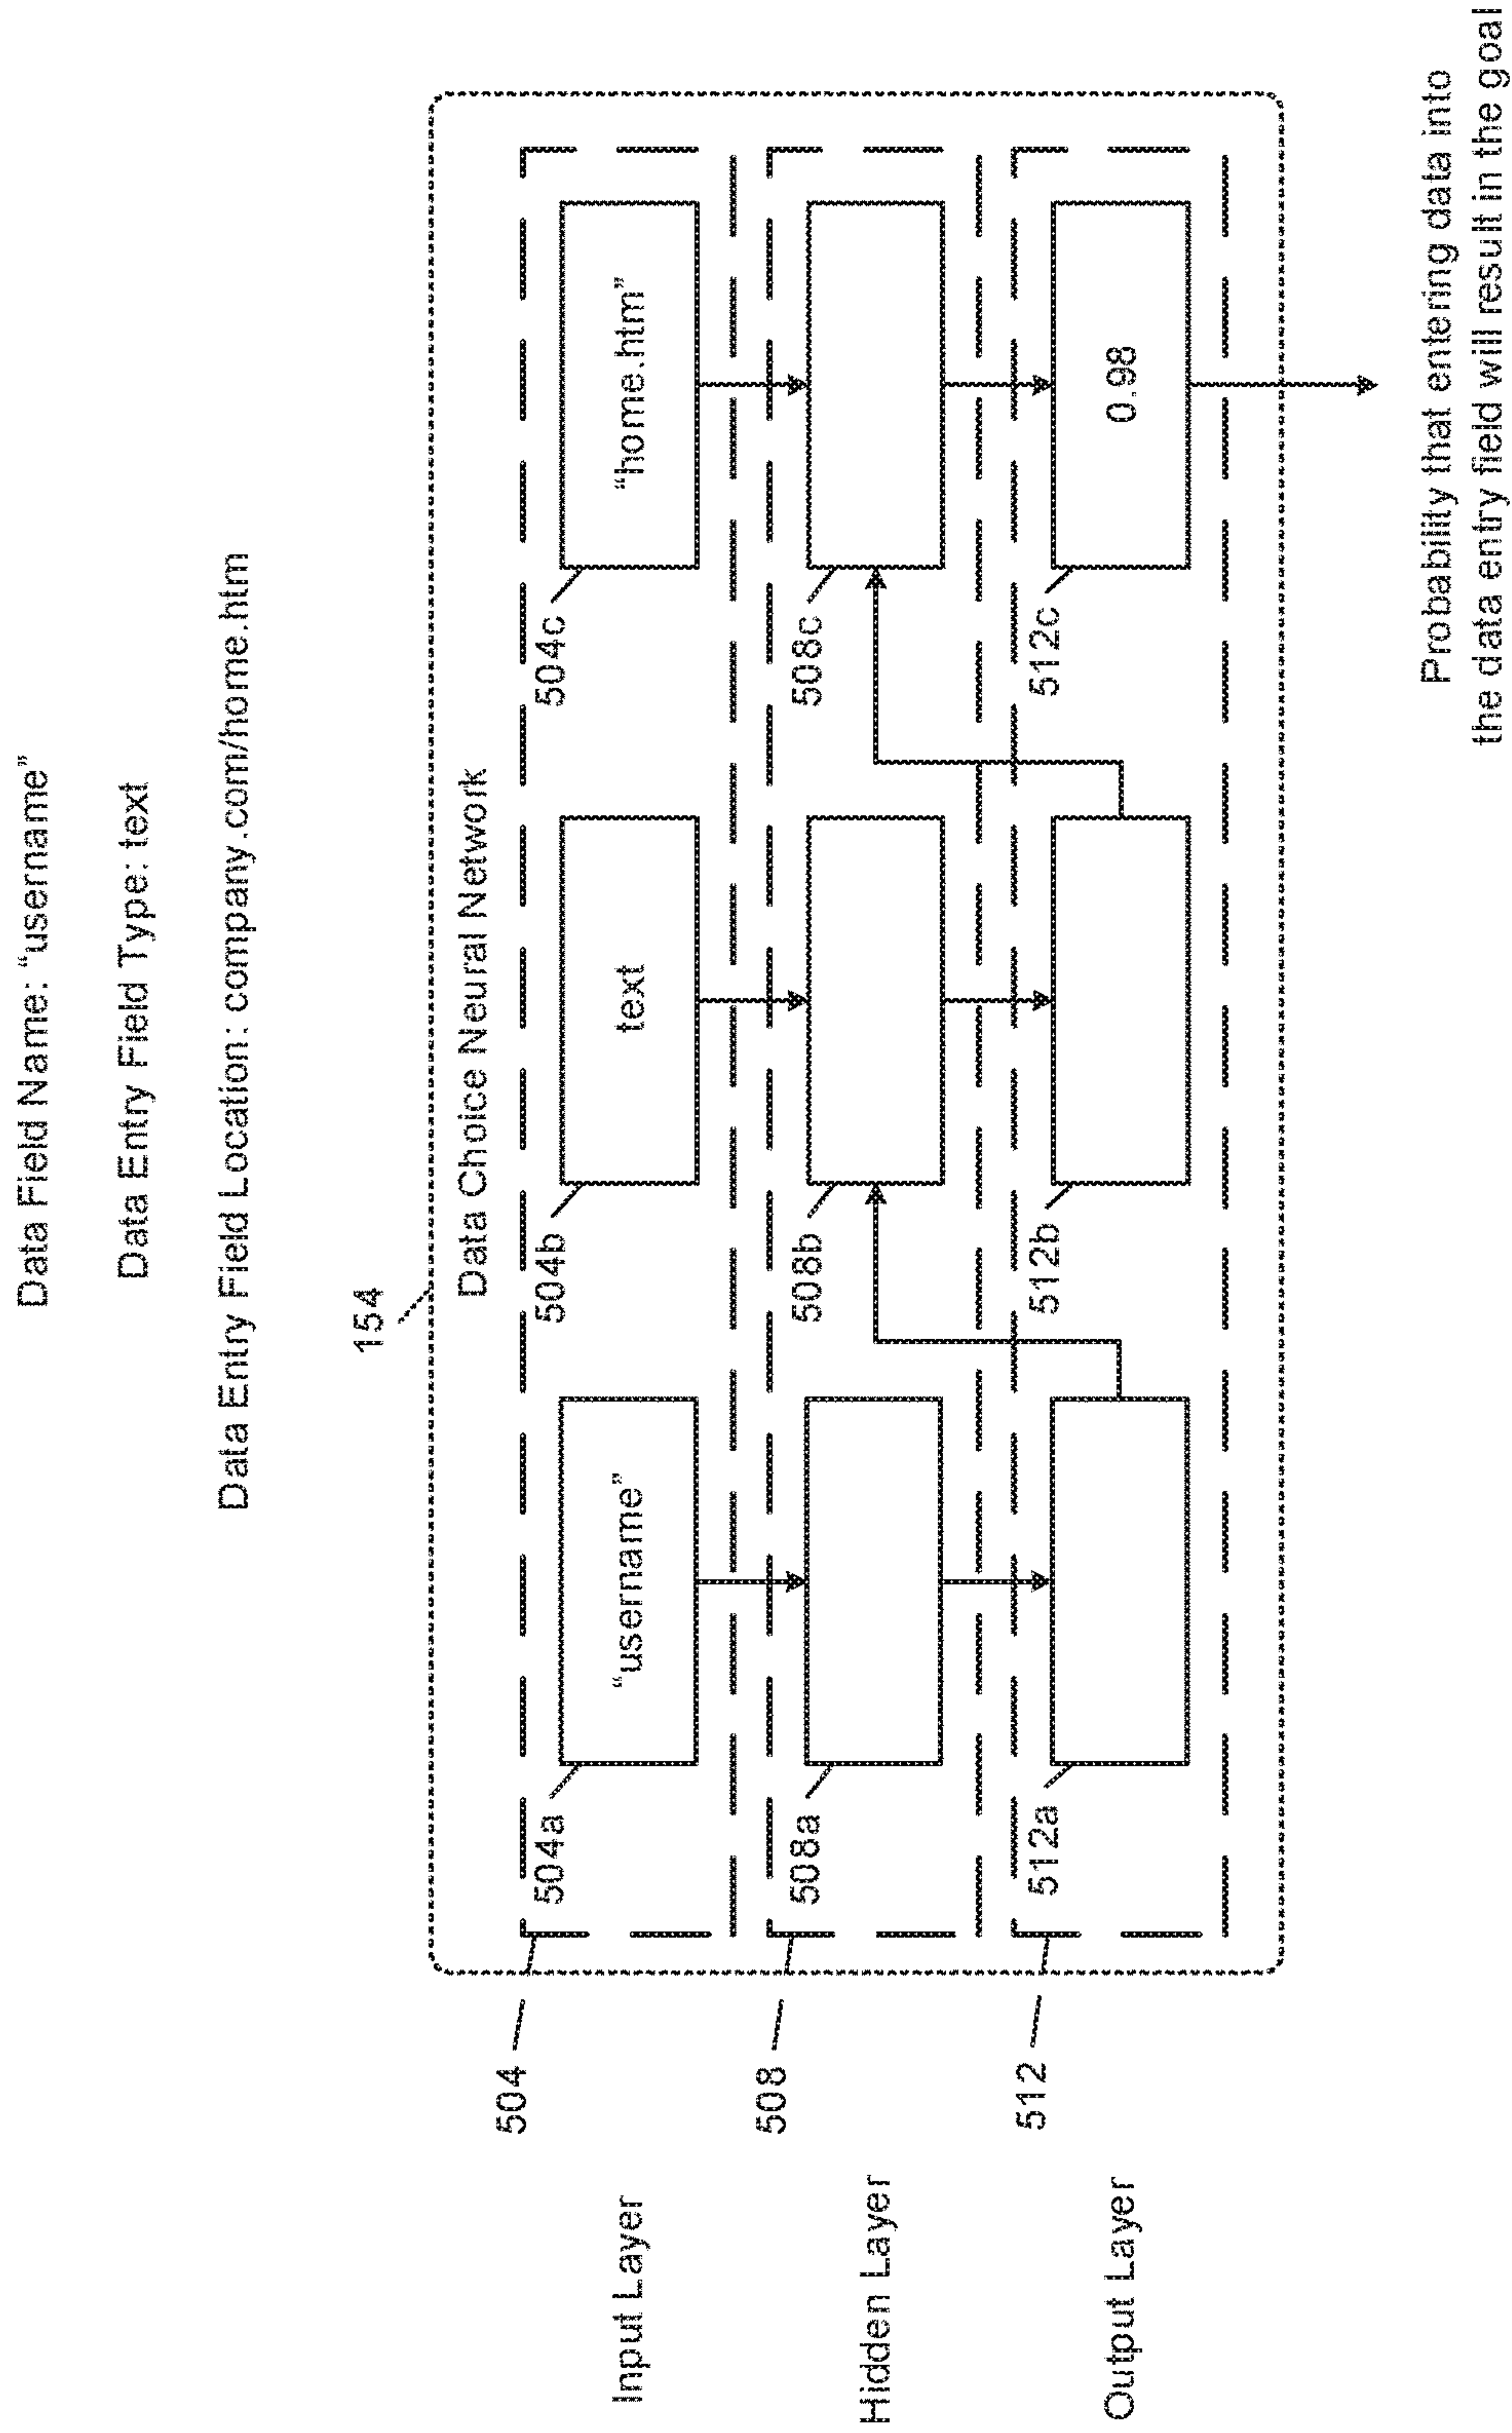 Data Field Name: “username”
Data Entry Field Type: text
Data Entry Field Location: company.com/home.htm
154
Data Choice Neural Network
504
Input Layer
504a
“username”
504b
text
504c
“home.htm”
508
Hidden Layer
508a
508b
508c
512
Output Layer
512a
512b
512c
0.98
Probability that entering data into
the data entry field will result in the goal